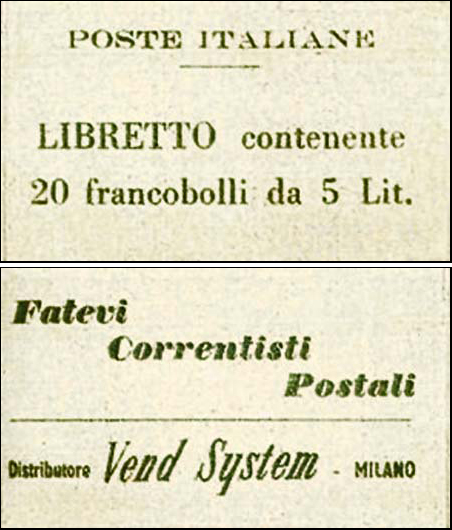 POSTE ITALIANE
LIBRETTO contenente
20 francobolli da 5 Lit.
Fatevi
Correntisti
Postali
Distributore Vend System - MILANO